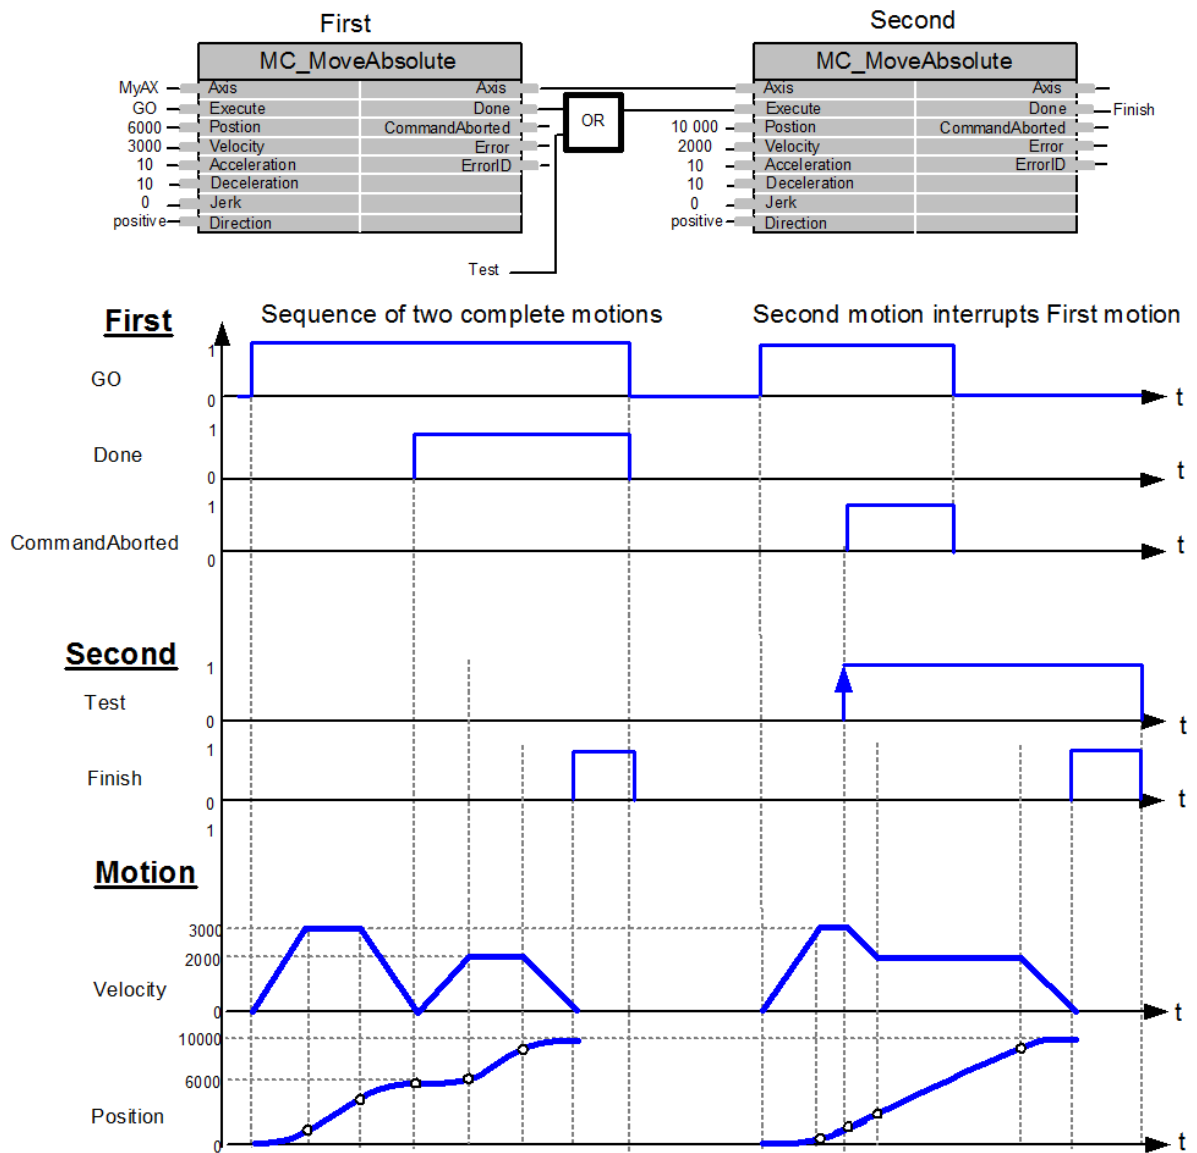 First Second
MC_MoveAbsolute MC_MoveAbsolute
MyAX Axis Axis Axis Axis
GO Execute Done OR Execute Done Finish
6000 Postion CommandAborted 10 000 Postion CommandAborted
3000 Velocity Error 2000 Velocity Error
10 Acceleration ErrorID 10 Acceleration ErrorID
10 Deceleration 10 Deceleration
0 Jerk 0 Jerk
positive Direction positive Direction
Test
First Sequence of two complete motions Second motion interrupts First motion
1
GO
0 t
1
Done
0 t
1
CommandAborted
0 t
Second
1
Test
0 t
1
Finish
0 t
1
Motion
3000
2000
Velocity
0 t
10000
6000
Position
0 t